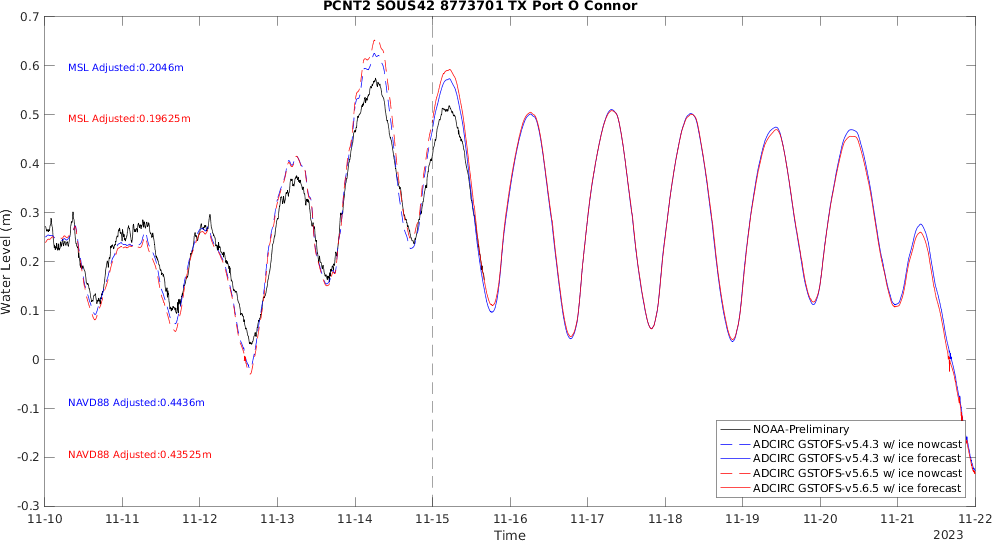 PCNT2 SOUS42 8773701 TX Port O Connor
0.7
0.6
0.5
0.4
0.3
0.2
0.1
0
-0.1
-0.2
-0.3
Water Level (m)
MSL Adjusted:0.2046m
MSL Adjusted:0.19625m
NAVD88 Adjusted:0.4436m
NAVD88 Adjusted:0.43525m
NOAA-Preliminary
ADCIRC GSTOFS-v5.4.3 w/ ice nowcast
ADCIRC GSTOFS-v5.4.3 w/ ice forecast
ADCIRC GSTOFS-v5.6.5 w/ ice nowcast
ADCIRC GSTOFS-v5.6.5 w/ ice forecast
11-10 11-11 11-12 11-13 11-14 11-15 11-16 11-17 11-18 11-19 11-20 11-21 11-22
Time
2023